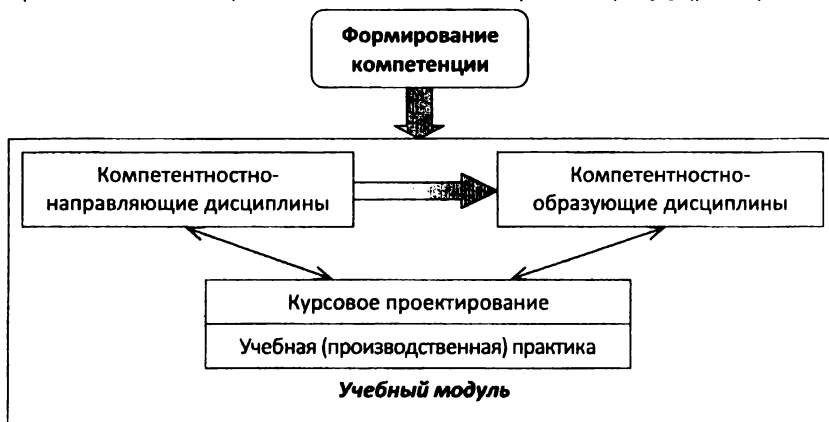 Формирование
компетенции
Компетентностно-
направляющие дисциплины
Компетентностно-
образующие дисциплины
Курсовое проектирование
Учебная (производственная) практика
Учебный модуль